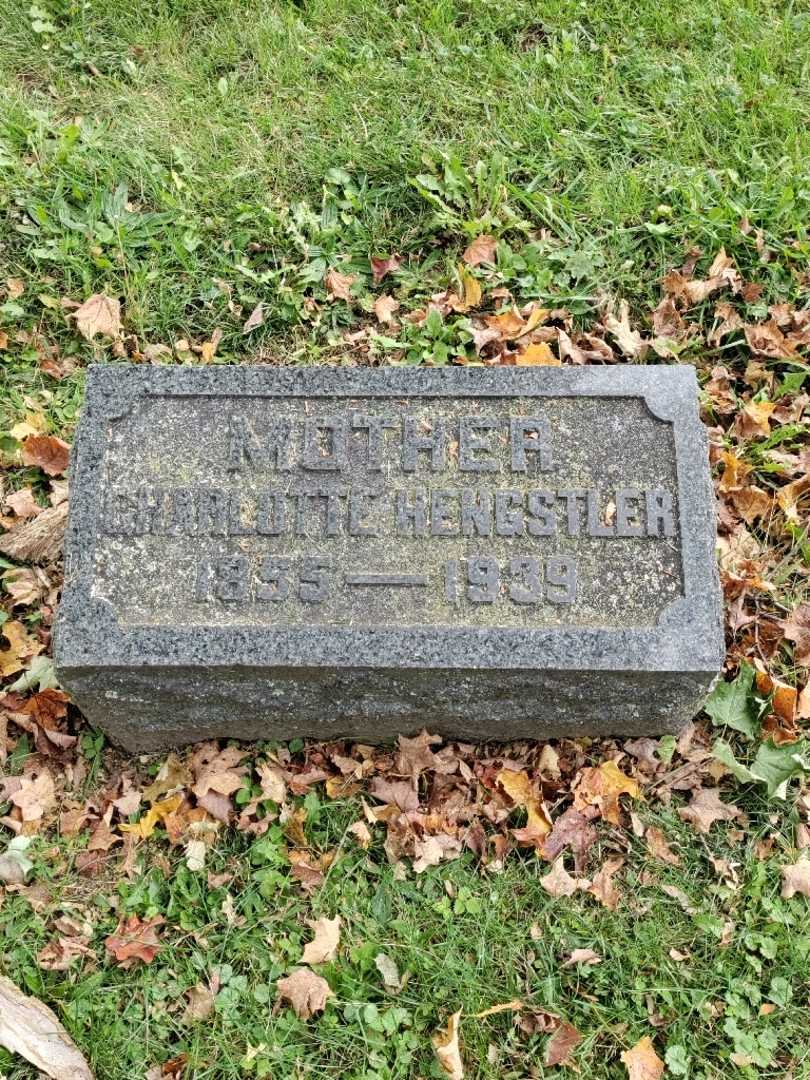 MOTHER
CHARLOTTE HENGSTLER
1855 — 1939